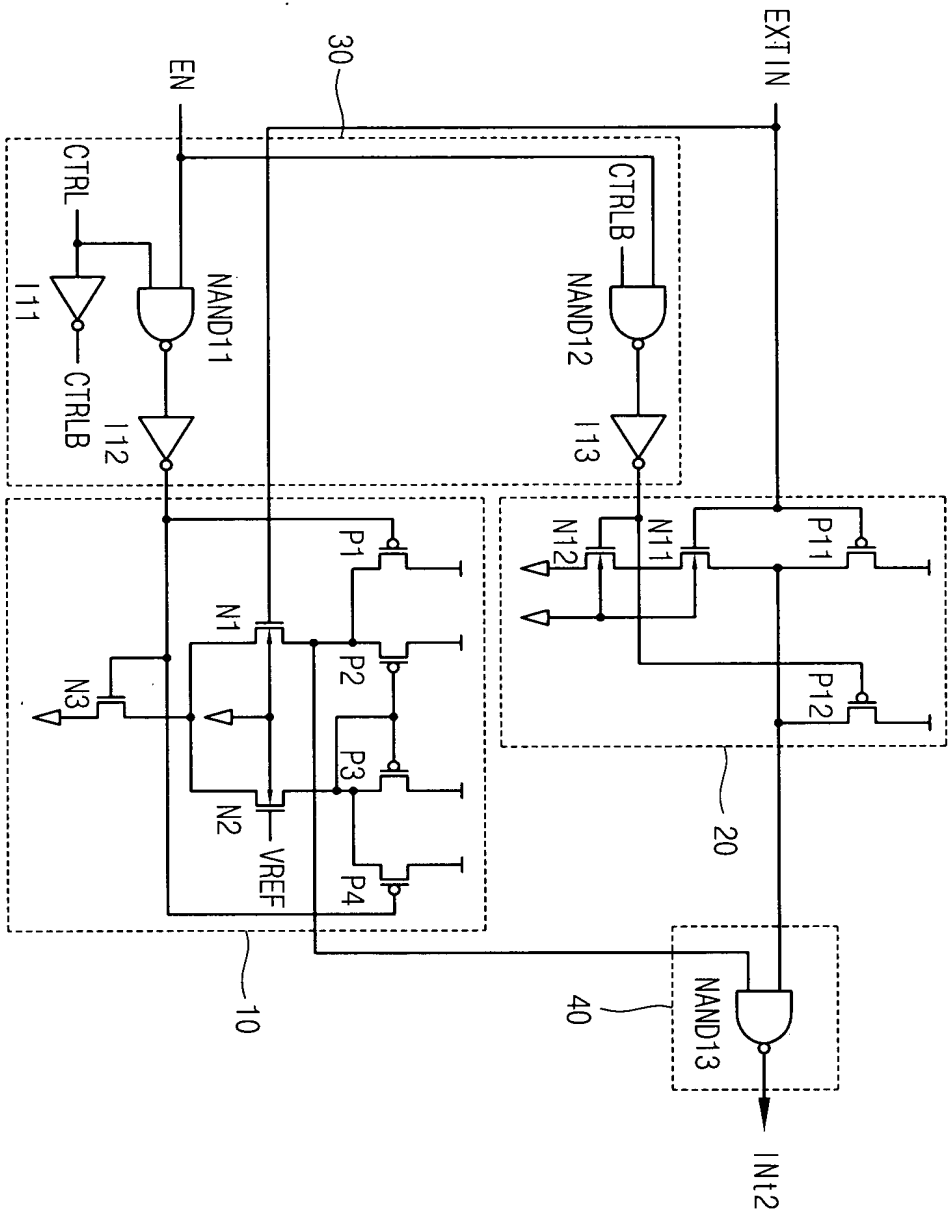 EXTIN
30
EN
CTRL
CTRLB
I11
NAND11
NAND12
CTRLB
I12
I13
P11
N11
N12
P12
20
P1
N1
P2
N3
P3
N2
VREF
P4
10
NAND13
40
INt2